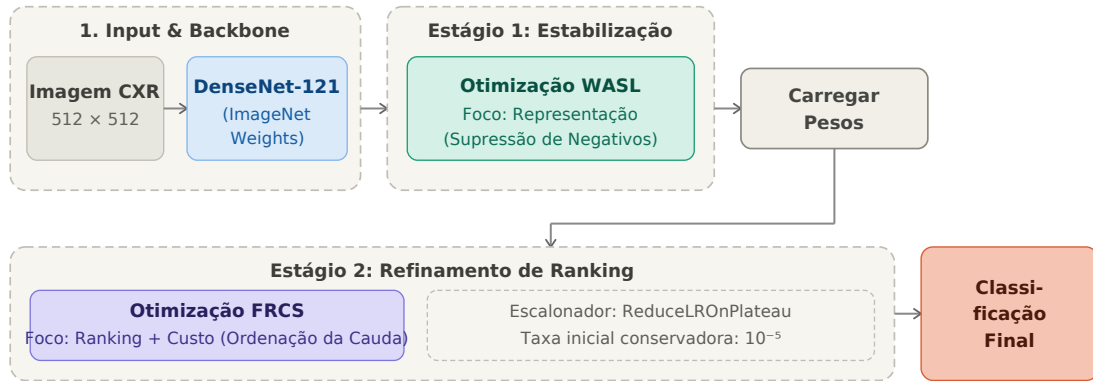 1. Input & Backbone
Imagem CXR
512 × 512
DenseNet-121
(ImageNet
Weights)
Estágio 1: Estabilização
Otimização WASL
Foco: Representação
(Supressão de Negativos)
Carregar
Pesos
Estágio 2: Refinamento de Ranking
Otimização FRCS
Foco: Ranking + Custo (Ordenação da Cauda)
Escalonador: ReduceLROnPlateau
Taxa inicial conservadora: 10⁻⁵
Classi-
ficação
Final